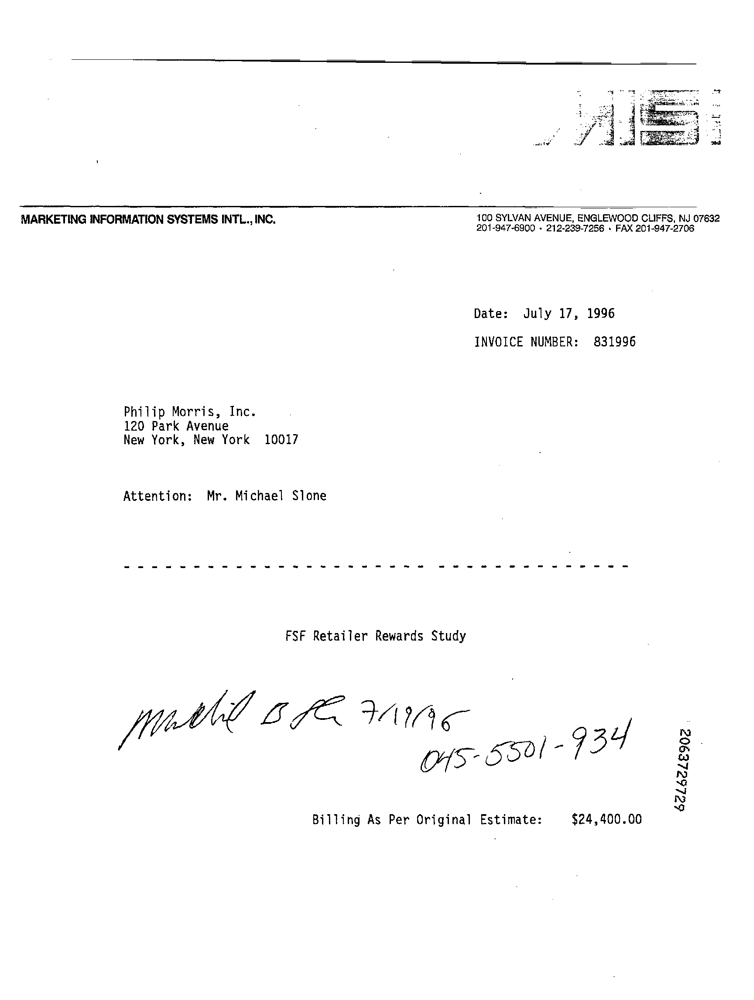 MISI
MARKETING INFORMATION SYSTEMS INTL., INC.
100 SYLVAN AVENUE, ENGLEWOOD CLIFFS, NJ 07632
201-947-6900 · 212-239-7256 · FAX 201-947-2706
Date: July 17, 1996
INVOICE NUMBER: 831996
Philip Morris, Inc.
120 Park Avenue
New York, New York 10017
Attention: Mr. Michael Slone
- - - - - - - - - - - - - - - - - - - - - - - - - - - - - - - - - - - -
FSF Retailer Rewards Study
7/19/96
045-5501-934
2063729729
Billing As Per Original Estimate: $24,400.00